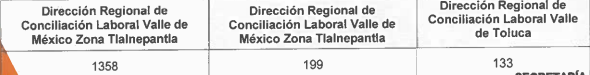 Dirección Regional de
Conciliación Laboral Valle de
México Zona Tlalnepantla
Dirección Regional de
Conciliación Laboral Valle de
México Zona Tlalnepantla
Dirección Regional de
Conciliación Laboral Valle
de Toluca
1358
199
133
SECRETARÍA